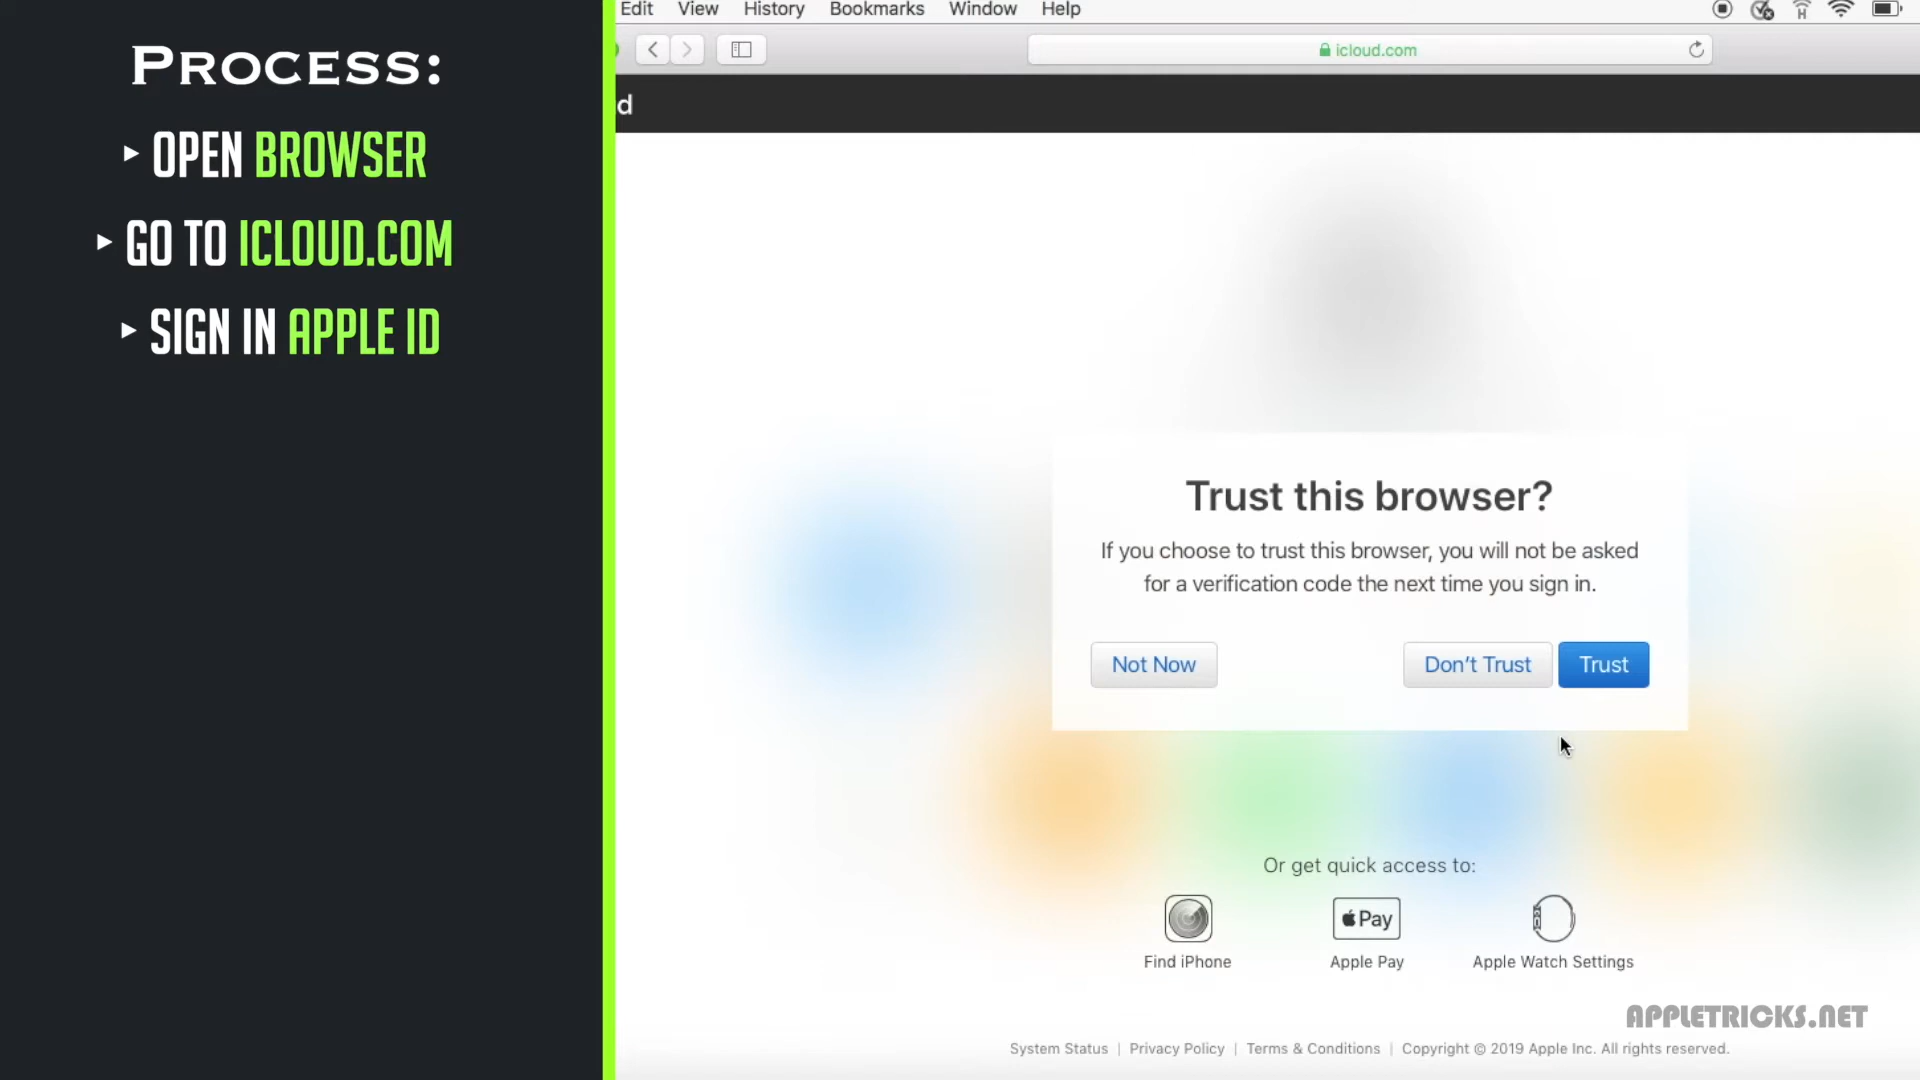 PROCESS:
▸ OPEN BROWSER
▸ GO TO ICLOUD.COM
▸ SIGN IN APPLE ID
Edit View History Bookmarks Window Help
icloud.com
d
Trust this browser?
If you choose to trust this browser, you will not be asked
for a verification code the next time you sign in.
Not Now Don't Trust Trust
Or get quick access to:
Pay
Find iPhone Apple Pay Apple Watch Settings
APPLETRICKS.NET
System Status | Privacy Policy | Terms & Conditions | Copyright © 2019 Apple Inc. All rights reserved.